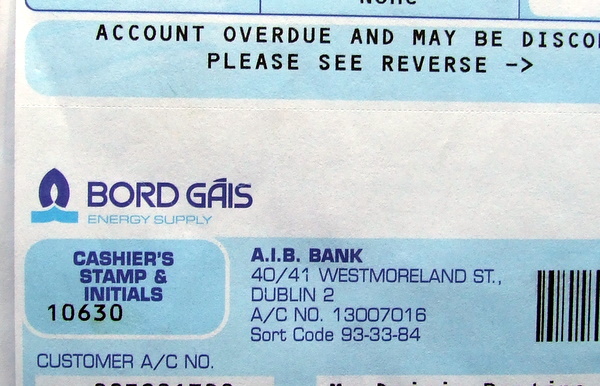 None
ACCOUNT OVERDUE AND MAY BE DISCO
PLEASE SEE REVERSE ->
BORD GÁIS
ENERGY SUPPLY
CASHIER'S
STAMP &
INITIALS
10630
A.I.B. BANK
40/41 WESTMORELAND ST.,
DUBLIN 2
A/C NO. 13007016
Sort Code 93-33-84
CUSTOMER A/C NO.